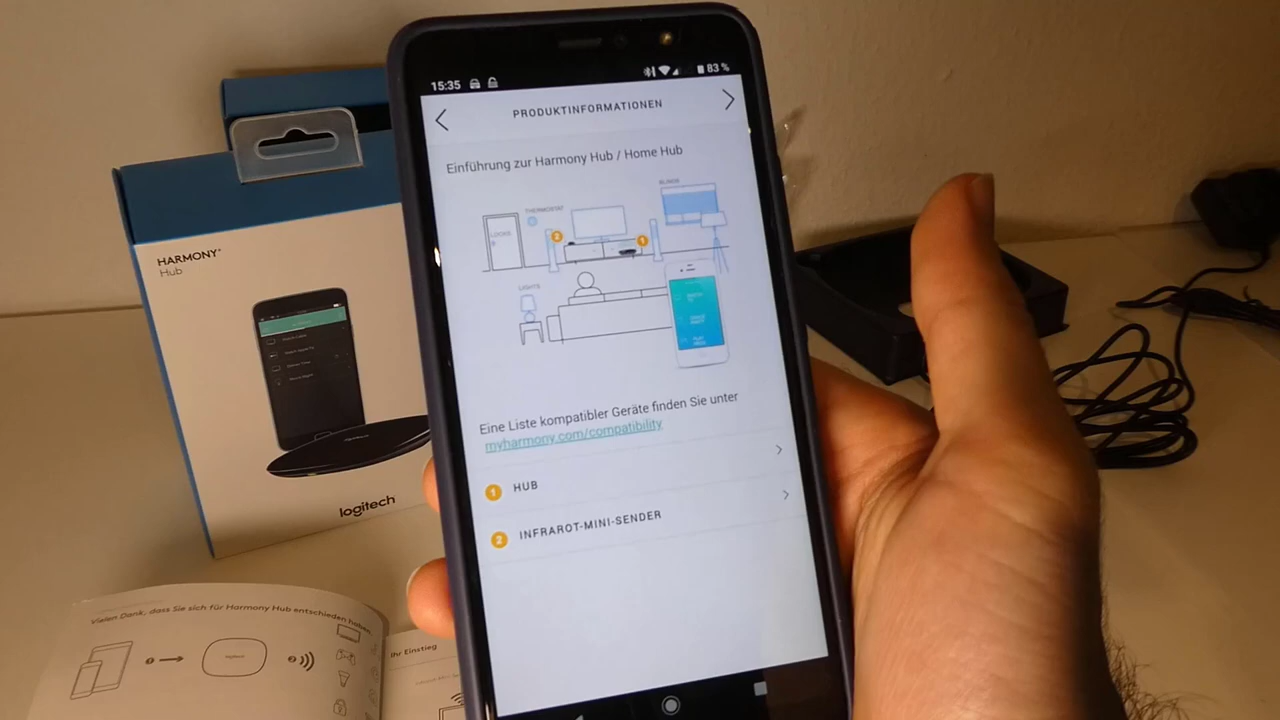 15:35
83 %
PRODUKTINFORMATIONEN
Einführung zur Harmony Hub / Home Hub
BLINDS
THERMOSTAT
LOCKS
2
1
LIGHTS
Eine Liste kompatibler Geräte finden Sie unter
myharmony.com/compatibility
1 HUB
2 INFRAROT-MINI-SENDER
HARMONY
Hub
logitech
Vielen Dank, dass Sie sich für Harmony Hub entschieden haben.
Ihr Einstieg